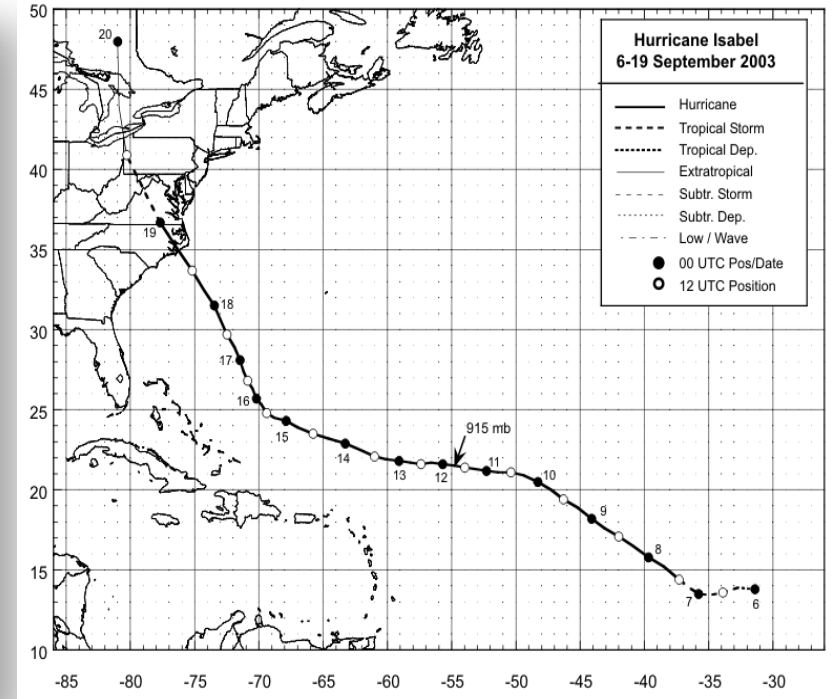 Hurricane Isabel
6-19 September 2003
Hurricane
Tropical Storm
Tropical Dep.
Extratropical
Subtr. Storm
Subtr. Dep.
Low / Wave
00 UTC Pos/Date
12 UTC Position
50
45
40
35
30
25
20
15
10
20
19
18
17
16
15
14
13
12
915 mb
11
10
9
8
7
6
-85 -80 -75 -70 -65 -60 -55 -50 -45 -40 -35 -30